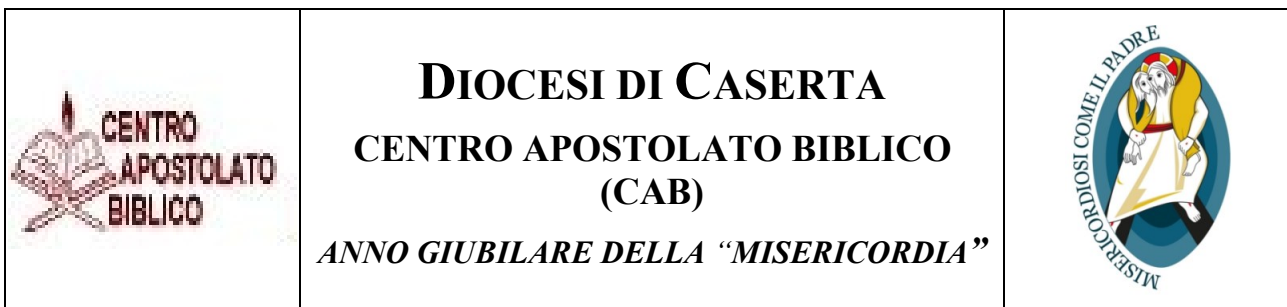 CENTRO
APOSTOLATO
BIBLICO
DIOCESI DI CASERTA
CENTRO APOSTOLATO BIBLICO
(CAB)
ANNO GIUBILARE DELLA “MISERICORDIA”
MISERICORDIOSI COME IL PADRE